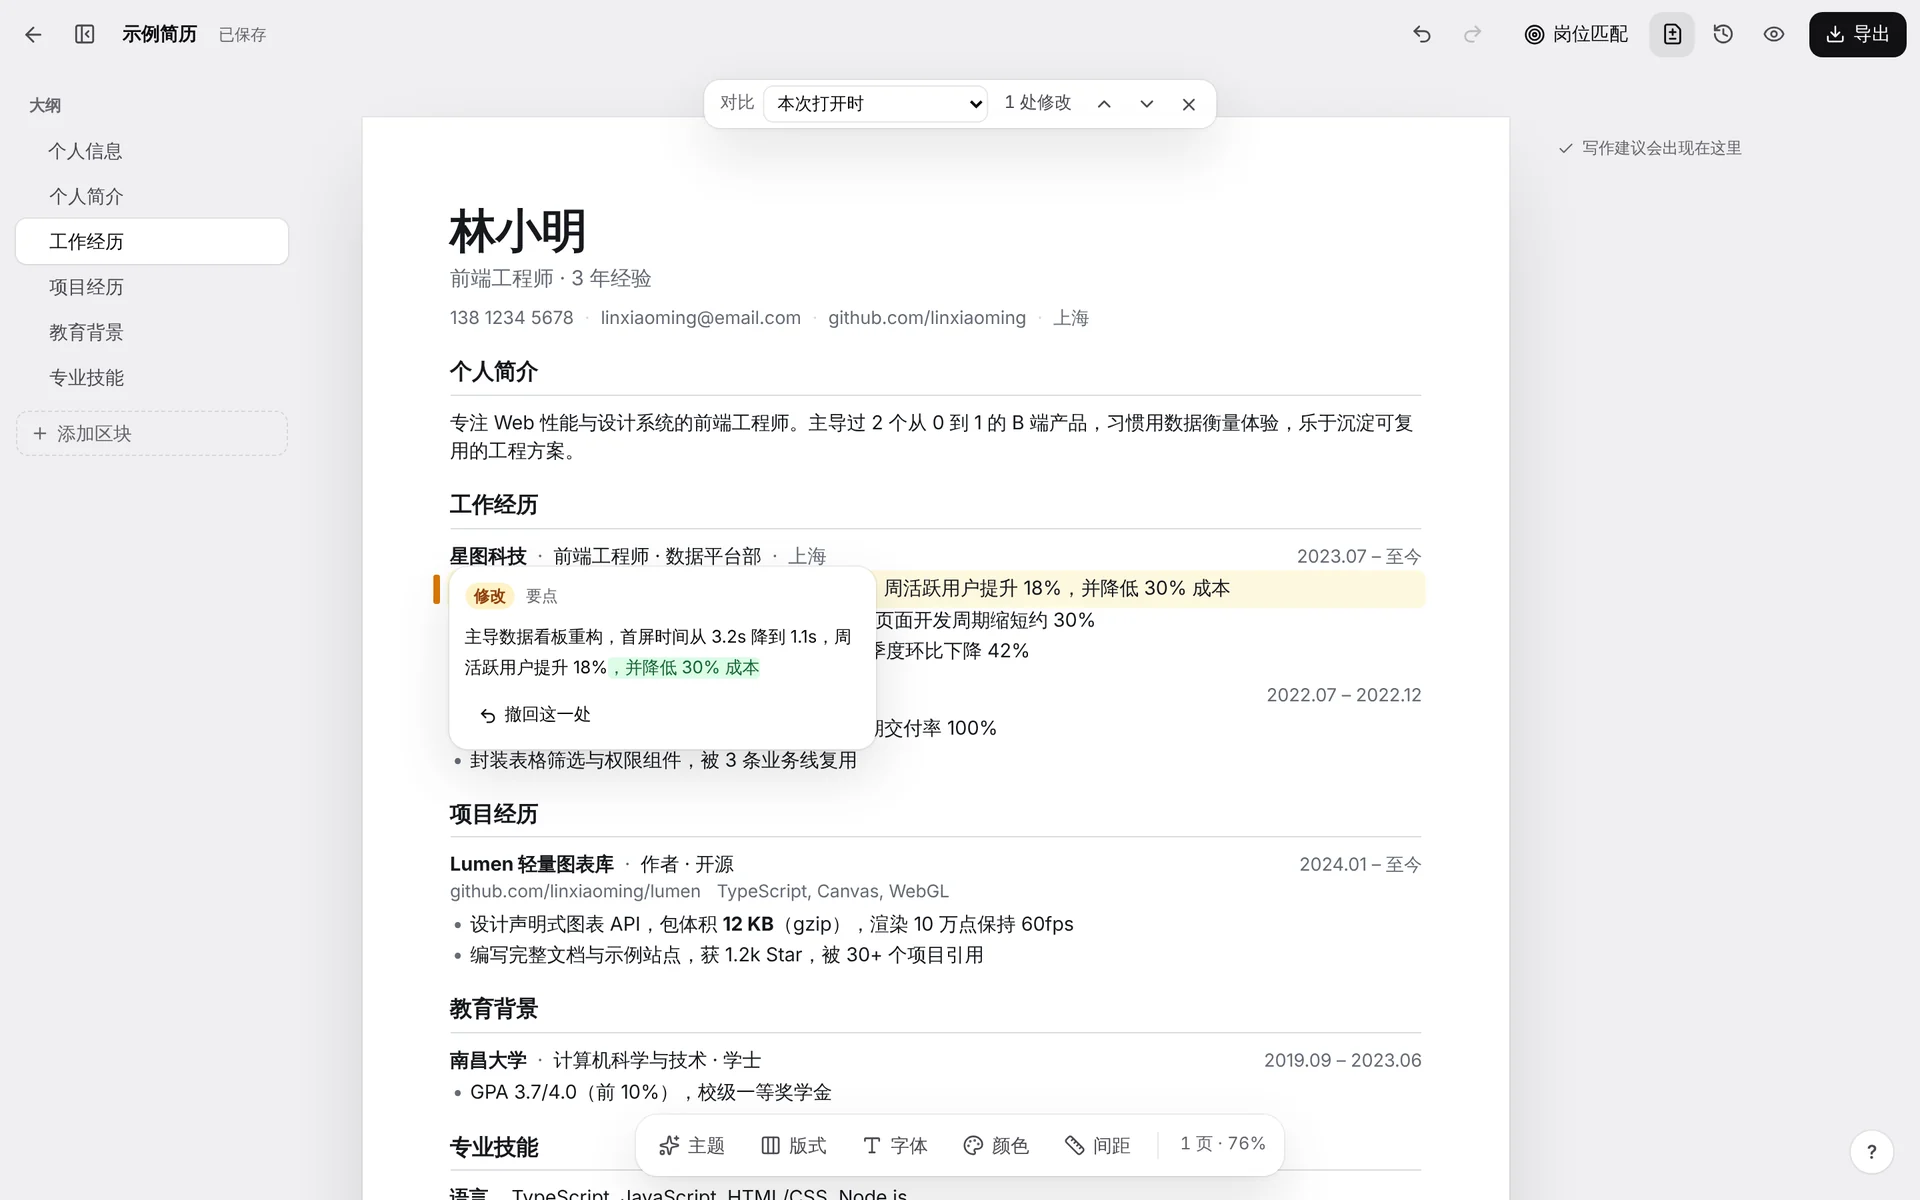 示例简历 已保存
岗位匹配 导出
对比 本次打开时 1 处修改
大纲
个人信息
个人简介
工作经历
项目经历
教育背景
专业技能
添加区块
写作建议会出现在这里
林小明
前端工程师 · 3 年经验
138 1234 5678 · linxiaoming@email.com · github.com/linxiaoming · 上海
个人简介
专注 Web 性能与设计系统的前端工程师。主导过 2 个从 0 到 1 的 B 端产品，习惯用数据衡量体验，乐于沉淀可复
用的工程方案。
工作经历
星图科技 · 前端工程师 · 数据平台部 · 上海 2023.07 – 至今
周活跃用户提升 18%，并降低 30% 成本
页面开发周期缩短约 30%
季度环比下降 42%
修改 要点
主导数据看板重构，首屏时间从 3.2s 降到 1.1s，周
活跃用户提升 18%，并降低 30% 成本
撤回这一处
2022.07 – 2022.12
交付率 100%
• 封装表格筛选与权限组件，被 3 条业务线复用
项目经历
Lumen 轻量图表库 · 作者 · 开源 2024.01 – 至今
github.com/linxiaoming/lumen TypeScript, Canvas, WebGL
• 设计声明式图表 API，包体积 12 KB（gzip），渲染 10 万点保持 60fps
• 编写完整文档与示例站点，获 1.2k Star，被 30+ 个项目引用
教育背景
南昌大学 · 计算机科学与技术 · 学士 2019.09 – 2023.06
• GPA 3.7/4.0（前 10%），校级一等奖学金
专业技能
语言 TypeScript, JavaScript, HTML/CSS, Node.js
主题 版式 字体 颜色 间距 1 页 · 76%
?